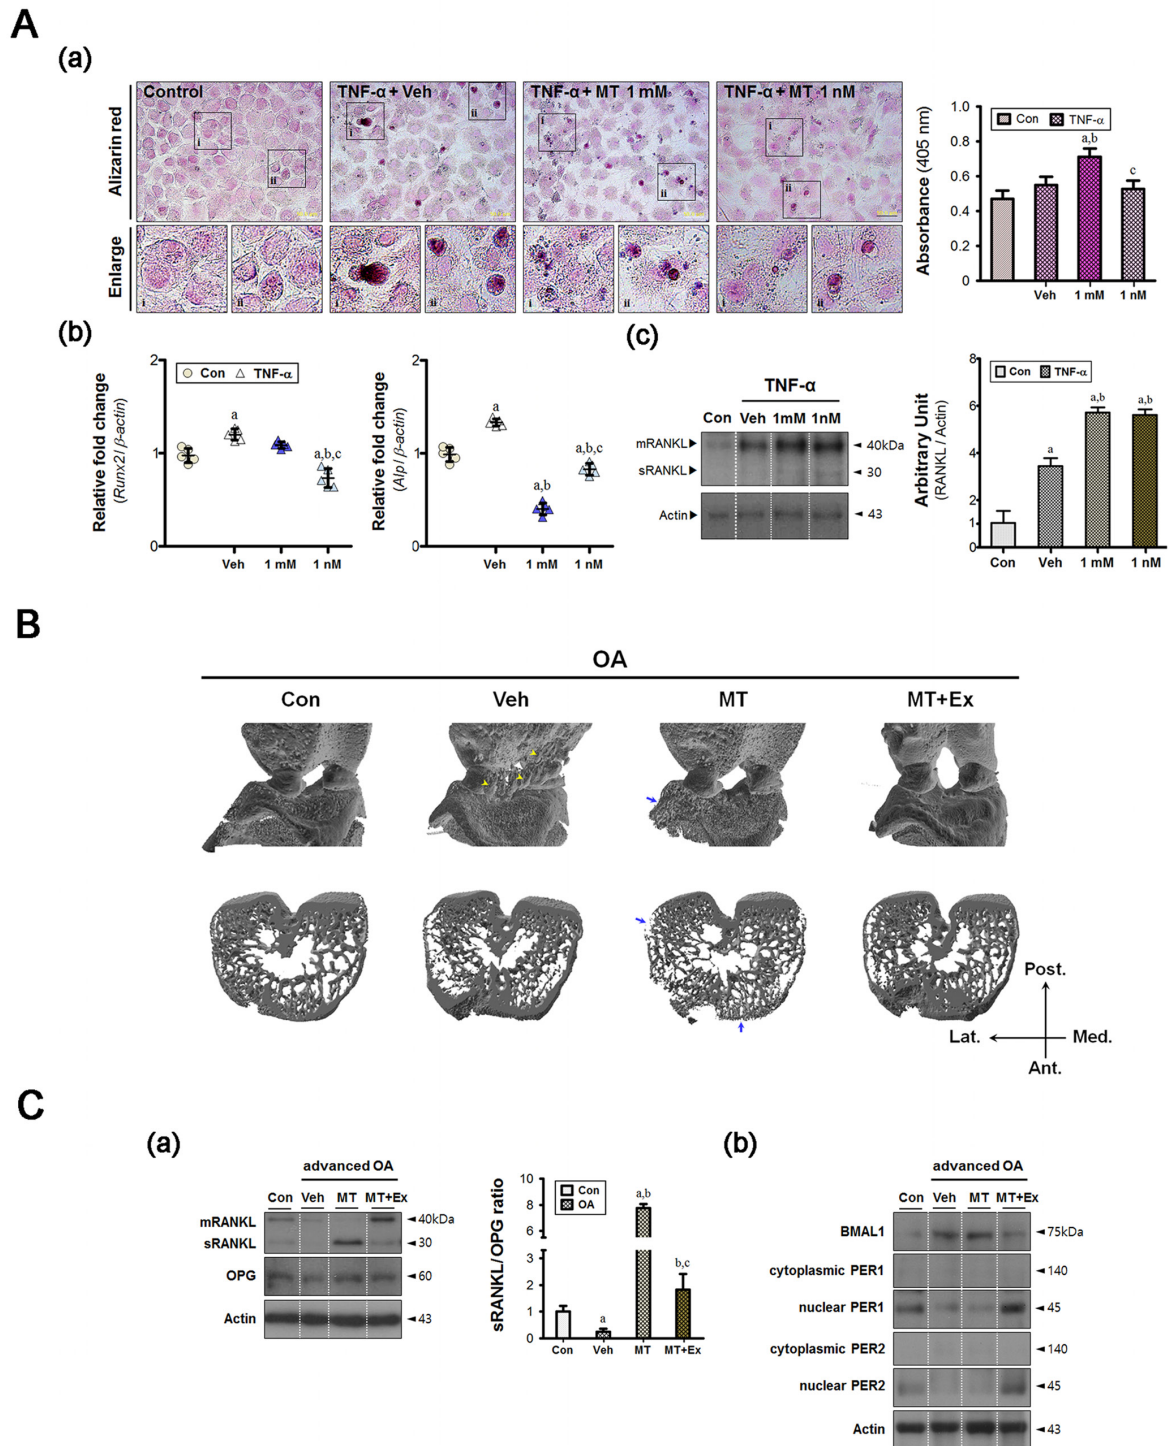 A
(a)
Alizarin red
Control
TNF-α + Veh
TNF-α + MT 1 mM
TNF-α + MT 1 nM
i
ii
i
ii
i
ii
i
ii
Enlarge
i
ii
i
ii
i
ii
i
ii
Absorbance (405 nm)
1.0
0.8
0.6
0.4
0.2
0
Con
TNF-α
a,b
c
Veh
1 mM
1 nM
(b)
Relative fold change
(Runx2/ β-actin)
2
1
0
Con
TNF-α
a
a,b,c
Veh
1 mM
1 nM
Relative fold change
(Alp/ β-actin)
2
1
0
a
a,b
a,b,c
Veh
1 mM
1 nM
(c)
TNF-α
Con
Veh
1mM
1nM
mRANKL
40kDa
sRANKL
30
Actin
43
Arbitrary Unit
(RANKL / Actin)
8
6
4
2
1
0
Con
TNF-α
a
a,b
a,b
Con
Veh
1 mM
1 nM
B
OA
Con
Veh
MT
MT+Ex
Post.
Lat.
Med.
Ant.
C
(a)
advanced OA
Con
Veh
MT
MT+Ex
mRANKL
40kDa
sRANKL
30
OPG
60
Actin
43
sRANKL/OPG ratio
10
8
6
4
3
2
1
0
Con
OA
a
a,b
b,c
Con
Veh
MT
MT+Ex
(b)
advanced OA
Con
Veh
MT
MT+Ex
BMAL1
75kDa
cytoplasmic PER1
140
nuclear PER1
45
cytoplasmic PER2
140
nuclear PER2
45
Actin
43